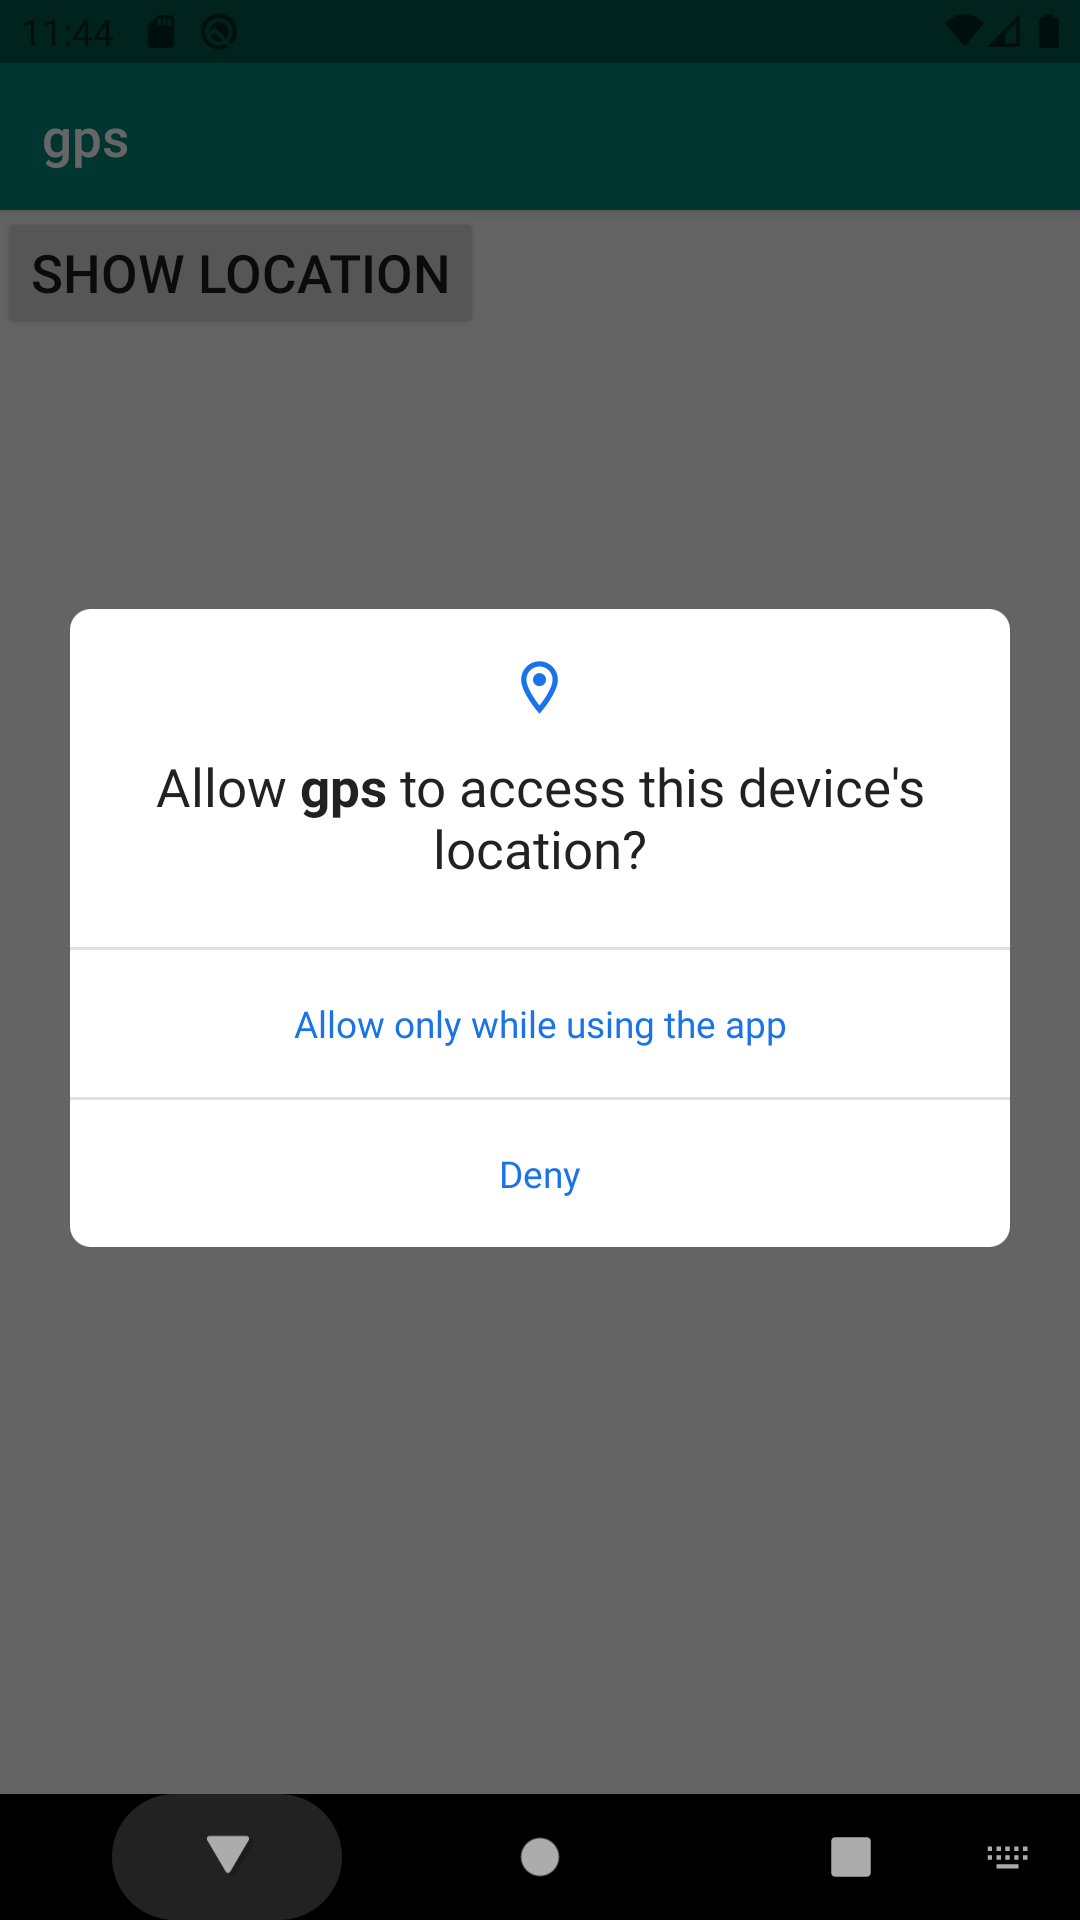 11:44
gps
SHOW LOCATION
Allow gps to access this device's
location?
Allow only while using the app
Deny